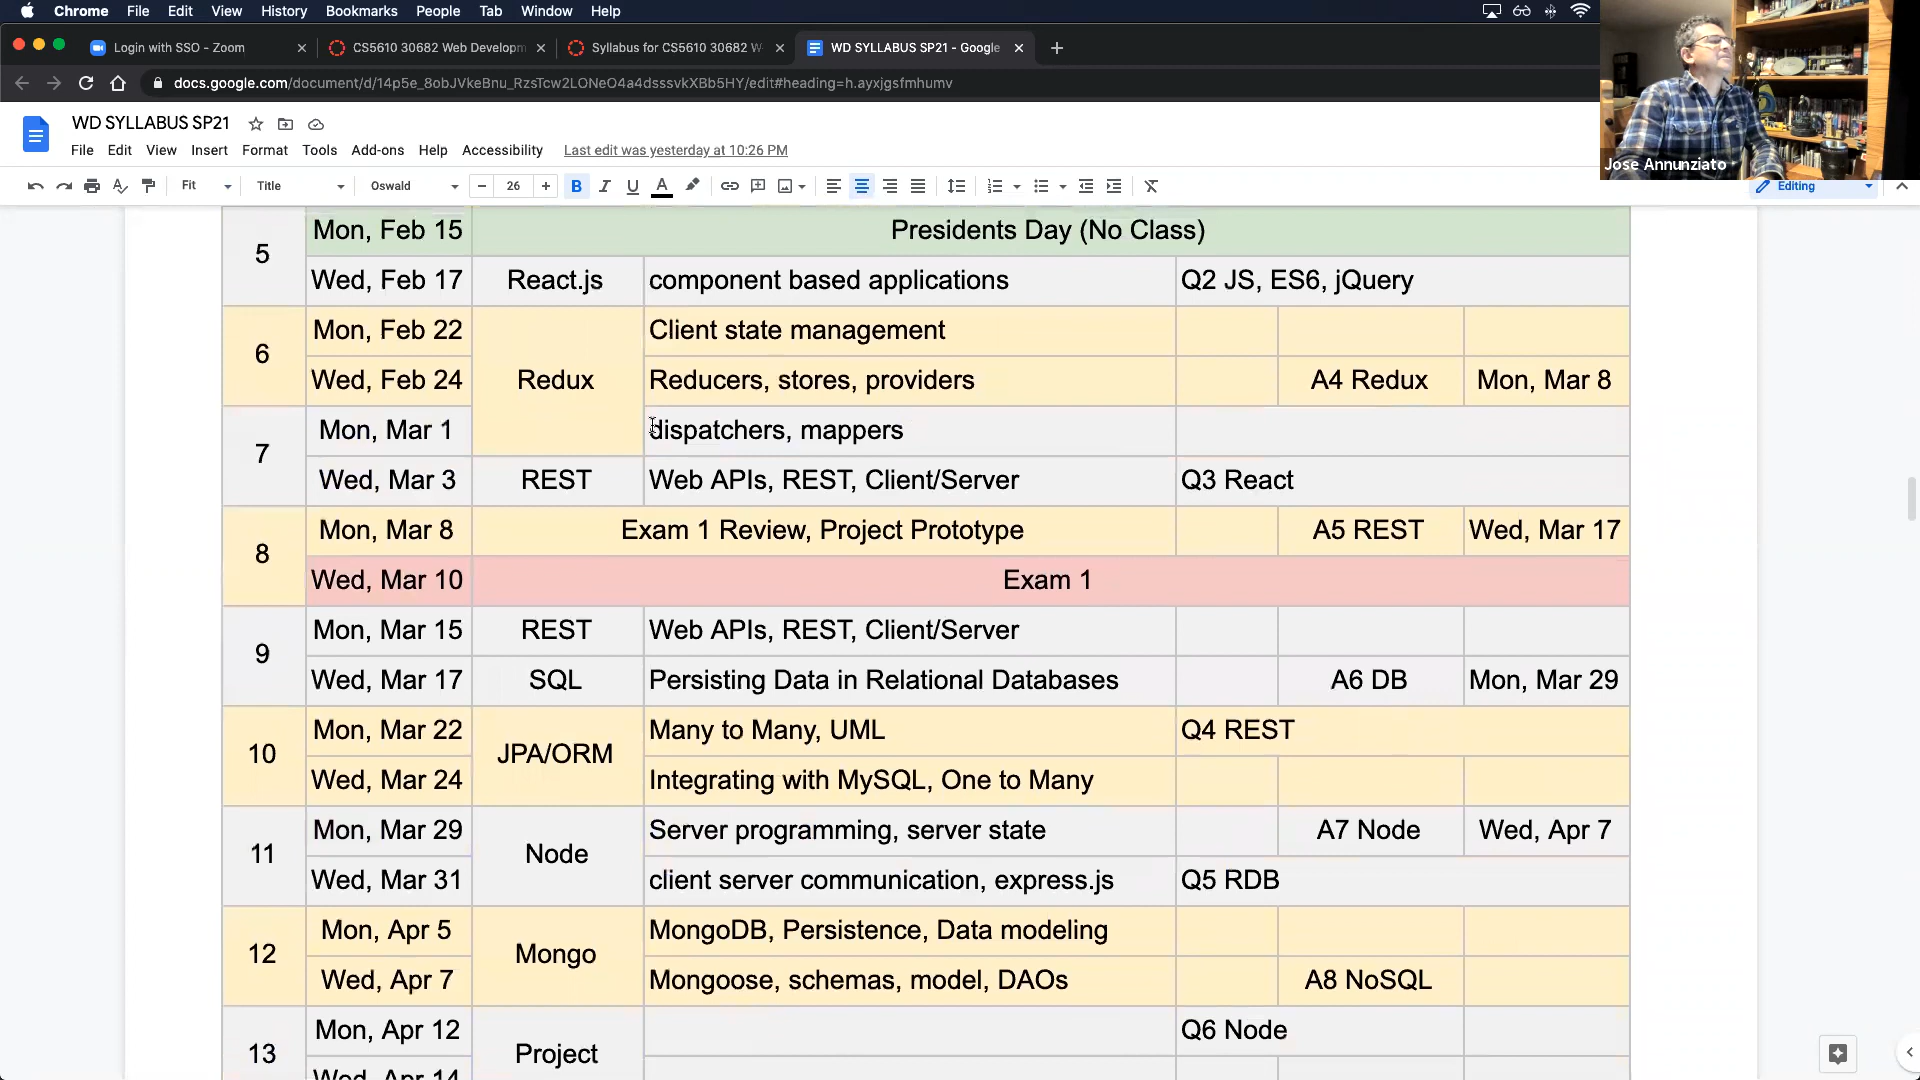 Chrome File Edit View History Bookmarks People Tab Window Help
Login with SSO - Zoom
CS5610 30682 Web Developm
Syllabus for CS5610 30682 W
WD SYLLABUS SP21 - Google
docs.google.com/document/d/14p5e_8obJVkeBnu_RzsTcw2LONeO4a4dsssvkXBb5HY/edit#heading=h.ayxjgsfmhumv
WD SYLLABUS SP21
File Edit View Insert Format Tools Add-ons Help Accessibility Last edit was yesterday at 10:26 PM
Jose Annunziato
Fit Title Oswald 26 B I U A Editing
5
Mon, Feb 15 Presidents Day (No Class)
Wed, Feb 17 React.js component based applications Q2 JS, ES6, jQuery
6
Mon, Feb 22 Client state management
Redux
Wed, Feb 24 Reducers, stores, providers A4 Redux Mon, Mar 8
7
Mon, Mar 1 dispatchers, mappers
Wed, Mar 3 REST Web APIs, REST, Client/Server Q3 React
8
Mon, Mar 8 Exam 1 Review, Project Prototype A5 REST Wed, Mar 17
Wed, Mar 10 Exam 1
9
Mon, Mar 15 REST Web APIs, REST, Client/Server
Wed, Mar 17 SQL Persisting Data in Relational Databases A6 DB Mon, Mar 29
10
Mon, Mar 22 Many to Many, UML Q4 REST
JPA/ORM
Wed, Mar 24 Integrating with MySQL, One to Many
11
Mon, Mar 29 Server programming, server state A7 Node Wed, Apr 7
Node
Wed, Mar 31 client server communication, express.js Q5 RDB
12
Mon, Apr 5 MongoDB, Persistence, Data modeling
Mongo
Wed, Apr 7 Mongoose, schemas, model, DAOs A8 NoSQL
13
Mon, Apr 12 Q6 Node
Project
Wed, Apr 14